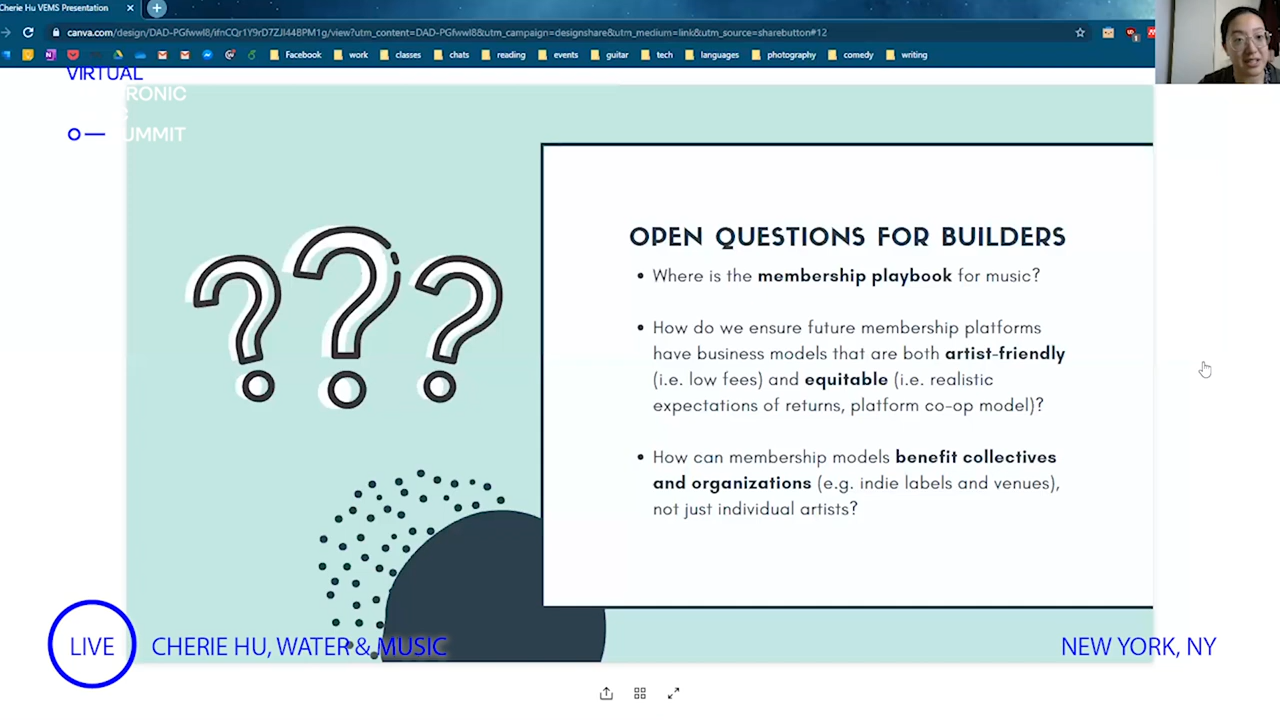 Cherie Hu VEMS Presentation
canva.com/design/DAD-PGfwwI8/ifnCQr1Y9rD7ZJI44BPM1g/view?utm_content=DAD-PGfwwI8&utm_campaign=designshare&utm_medium=link&utm_source=sharebutton#12
Facebook work classes chats reading events guitar tech languages photography comedy writing
VIRTUAL
RONIC
C
SUMMIT
OPEN QUESTIONS FOR BUILDERS
• Where is the membership playbook for music?
• How do we ensure future membership platforms
have business models that are both artist-friendly
(i.e. low fees) and equitable (i.e. realistic
expectations of returns, platform co-op model)?
• How can membership models benefit collectives
and organizations (e.g. indie labels and venues),
not just individual artists?
LIVE CHERIE HU, WATER & MUSIC NEW YORK, NY